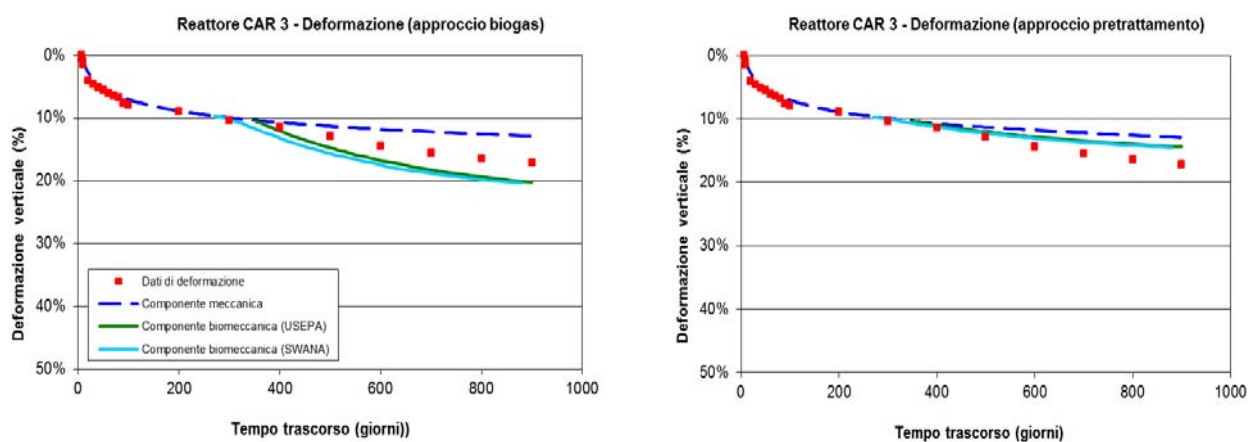 Reattore CAR 3 - Deformazione (approccio biogas)
Deformazione verticale (%)
0%
10%
20%
30%
40%
50%
Dati di deformazione
Componente meccanica
Componente biomeccanica (USEPA)
Componente biomeccanica (SWANA)
0 200 400 600 800 1000
Tempo trascorso (giorni))
Reattore CAR 3 - Deformazione (approccio pretrattamento)
Deformazione verticale (%)
0%
10%
20%
30%
40%
50%
0 200 400 600 800 1000
Tempo trascorso (giorni)